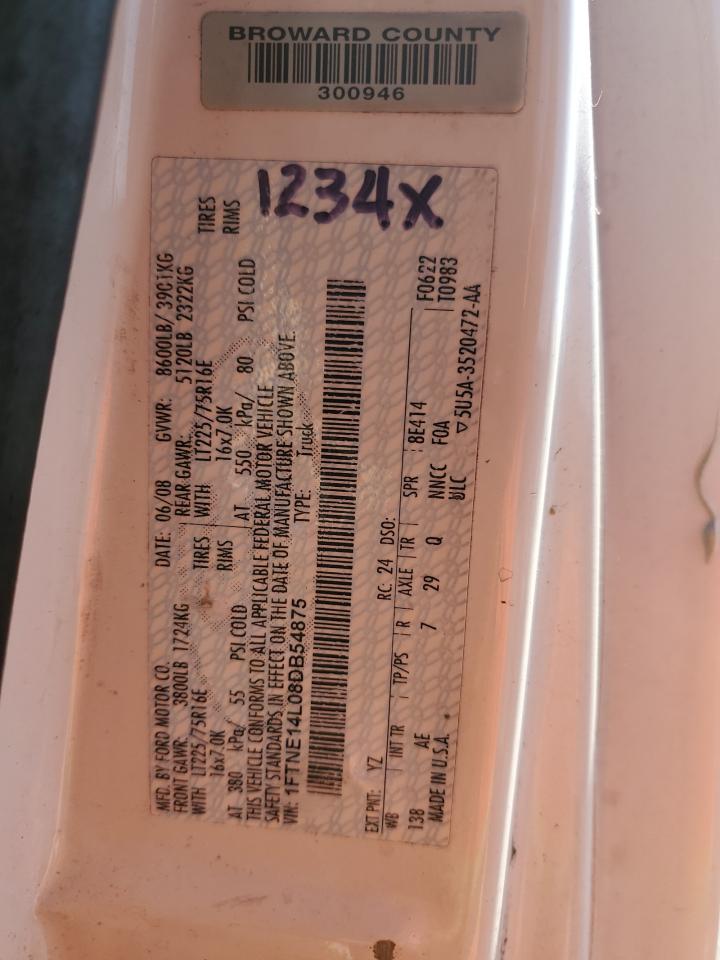 BROWARD COUNTY
300946
1234X
MFD. BY FORD MOTOR CO.
DATE: 06/08 GVWR: 8600LB/ 3901KG
FRONT GAWR: 3800LB 1724KG
REAR GAWR: 5120LB 2322KG
WITH LT225/75R16E TIRES
WITH LT225/75R16E TIRES
16x7.0K RIMS
16x7.0K RIMS
AT 380 kPa/ 55 PSI COLD
AT 550 kPa/ 80 PSI COLD
THIS VEHICLE CONFORMS TO ALL APPLICABLE FEDERAL MOTOR VEHICLE
SAFETY STANDARDS IN EFFECT ON THE DATE OF MANUFACTURE SHOWN ABOVE.
VIN: 1FTNE14L08DB54875
TYPE: Truck
EXT PNT: YZ RC: 24 DSO:
WB INT TR TP/PS R AXLE TR SPR 8E414 F0622
138 AE 7 29 Q NNCC FOA T0983
MADE IN U.S.A. ULC ▽5U5A-3520472-AA